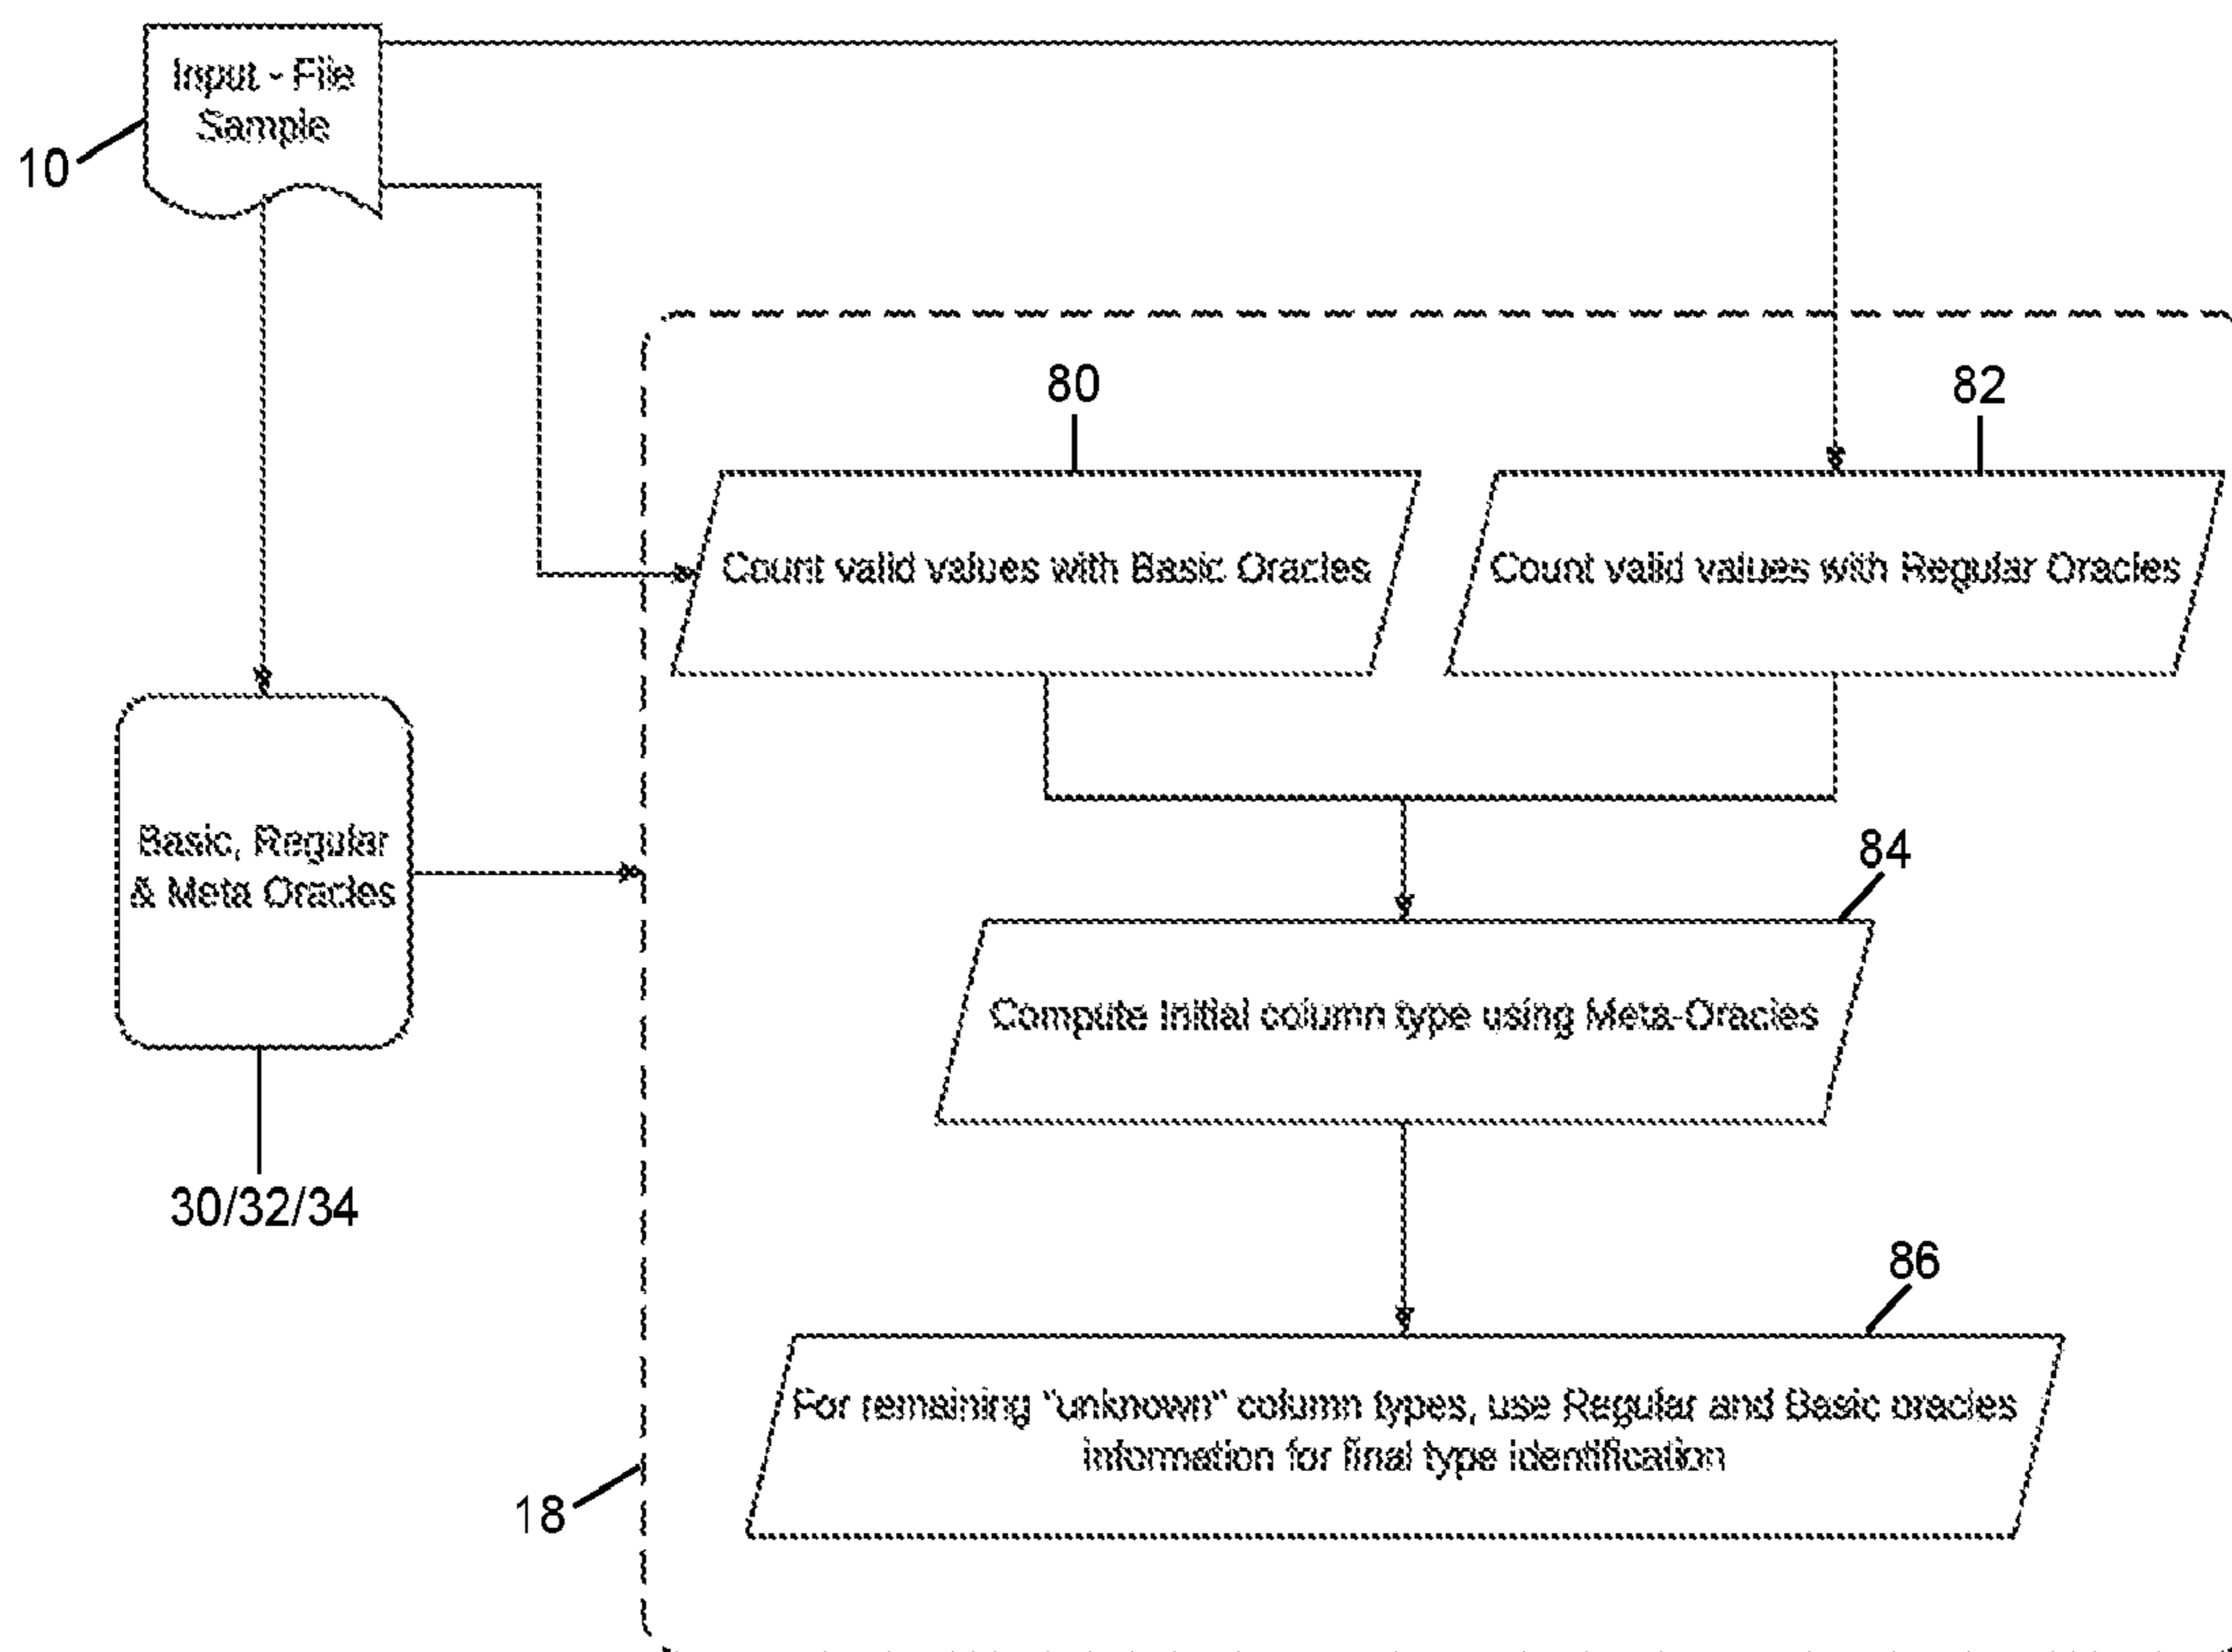 Input - File
Sample
10
80
82
Count valid values with Basic Oracles
Count valid values with Regular Oracles
Basic, Regular
& Meta Oracles
30/32/34
84
Compute Initial column type using Meta-Oracles
86
For remaining "unknown" column types, use Regular and Basic oracles
information for final type identification
18